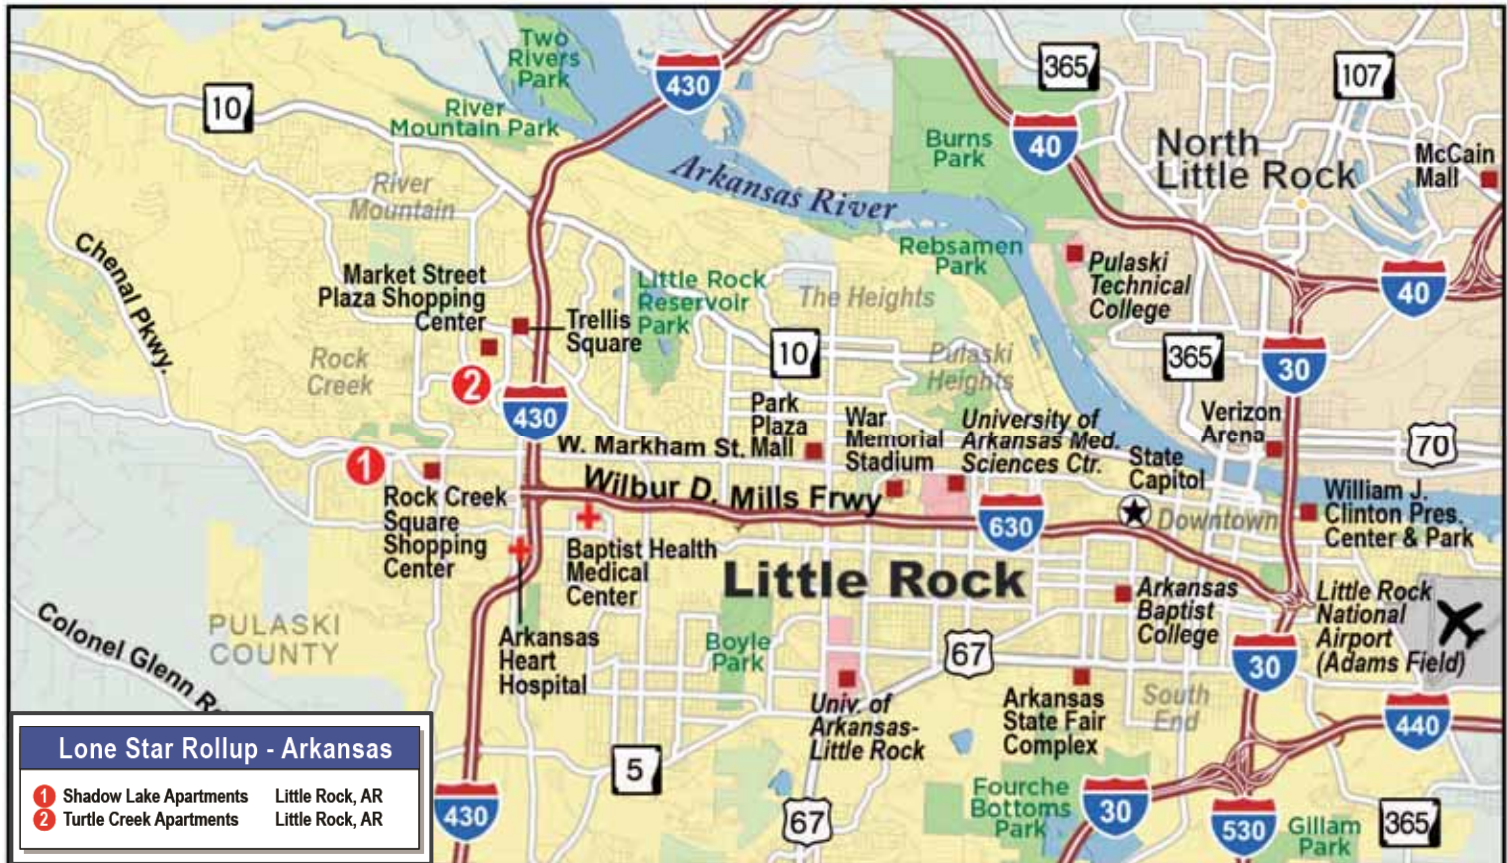 Two
Rivers
Park
430
365
107
10
River
Mountain Park
Burns
Park
40
North
Little Rock
McCain
Mall
Arkansas River
River
Mountain
Chenal Pkwy.
Rebsamen
Park
Pulaski
Technical
College
40
Market Street
Plaza Shopping
Center
Trellis
Square
Little Rock
Reservoir
Park
The Heights
10
Pulaski
Heights
365
30
Rock
Creek
2
430
Park
Plaza
Mall
War
Memorial
Stadium
University of
Arkansas Med.
Sciences Ctr.
State
Capitol
Verizon
Arena
70
W. Markham St.
1
Wilbur D. Mills Frwy
Rock Creek
Square
Shopping
Center
630
Downtown
William J.
Clinton Pres.
Center & Park
Baptist Health
Medical
Center
Little Rock
Arkansas
Baptist
College
Little Rock
National
Airport
(Adams Field)
PULASKI
COUNTY
Colonel Glenn
Arkansas
Heart
Hospital
Boyle
Park
67
30
Univ. of
Arkansas-
Little Rock
Arkansas
State Fair
Complex
South
End
440
5
Fourche
Bottoms
Park
430
67
30
530
Gillam
Park
365
Lone Star Rollup - Arkansas
1 Shadow Lake Apartments Little Rock, AR
2 Turtle Creek Apartments Little Rock, AR